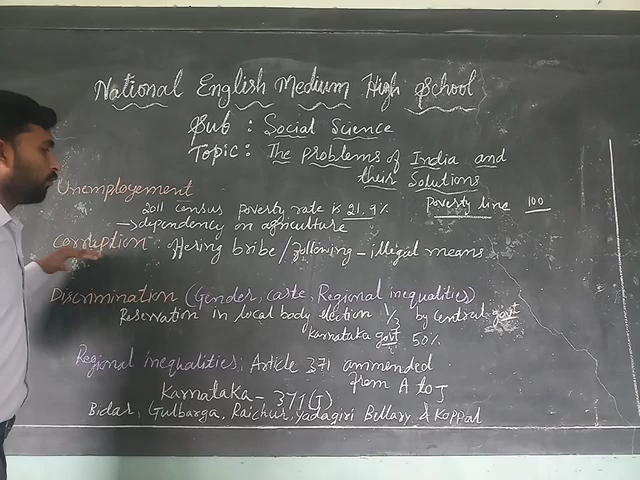 National English Medium High School
Sub : Social Science
Topic : The problems of India and
their Solutions
Unemployement
2011 Census poverty rate is 21.9% poverty line 100
→ dependency on agriculture
Corruption : offering bribe / following - illegal means
Discrimination (Gender, caste, Regional inequalities)
Reservation in local body election 1/3 by central govt
Karnataka govt 50%
Regional inequalities; Article 371 ammended
from A to J
Karnataka - 371(J)
Bidar, Gulbarga, Raichur, Yadagiri Bellary & Koppal